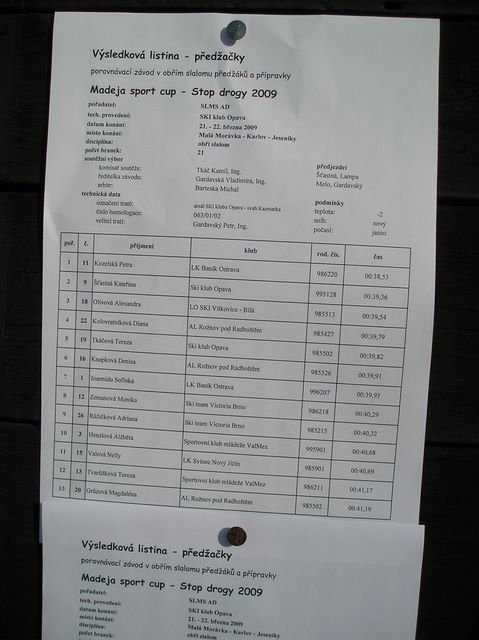 Výsledková listina - předžačky
porovnávací závod v obřím slalomu předžáků a přípravky
Madeja sport cup - Stop drogy 2009
pořadatel: SLMS AD
tech. provedení: SKI klub Opava
datum konání: 21. - 22. března 2009
místo konání: Malá Morávka - Karlov - Jeseníky
disciplína: obří slalom
počet branek: 21
soutěžní výbor předjezdci
komisař soutěže: Tkáč Kamil, Ing. Šťastná, Lampa
ředitelka závodu: Gardavská Vladimíra, Ing. Melo, Gardavský
arbitr: Barteska Michal
technická data podmínky
označení tratě: areál SKI klubu Opava - svah Kazmarka teplota: -2
číslo homologace: 063/01/02 sníh: nový
velitel trati: Gardavský Petr, Ing. počasí: jasno
poř. č. příjmení klub rod. čís. čas
1 11 Kozelská Petra LK Baník Ostrava 986220 00:38,53
2 9 Šťastná Kateřina Ski klub Opava 995128 00:39,36
3 18 Olivová Alexandra LO SKI Vítkovice - Bílá 985513 00:39,54
4 22 Kolovratníková Diana AL Rožnov pod Radhoštěm 985427 00:39,79
5 19 Tkáčová Tereza Ski klub Opava 985502 00:39,82
6 16 Knapková Denisa AL Rožnov pod Radhoštěm 985526 00:39,91
7 1 Joannidu Sofinka LK Baník Ostrava 996207 00:39,93
8 12 Zemanová Monika Ski team Victoria Brno 986218 00:40,29
9 26 Růžičková Adriana Ski team Victoria Brno 985215 00:40,32
10 3 Henzlová Alžběta Sportovní klub mládeže ValMez 995901 00:40,68
11 15 Valová Nelly LK Svinec Nový Jičín 985901 00:40,69
12 13 Tvarůžková Tereza Sportovní klub mládeže ValMez 986211 00:41,17
13 20 Grůzová Magdaléna AL Rožnov pod Radhoštěm 985502 00:41,19
Výsledková listina - předžačky
porovnávací závod v obřím slalomu předžáků a přípravky
Madeja sport cup - Stop drogy 2009
pořadatel: SLMS AD
tech. provedení: SKI klub Opava
datum konání: 21. - 22. března 2009
místo konání: Malá Morávka - Karlov - Jeseníky
disciplína: obří slalom
počet branek: